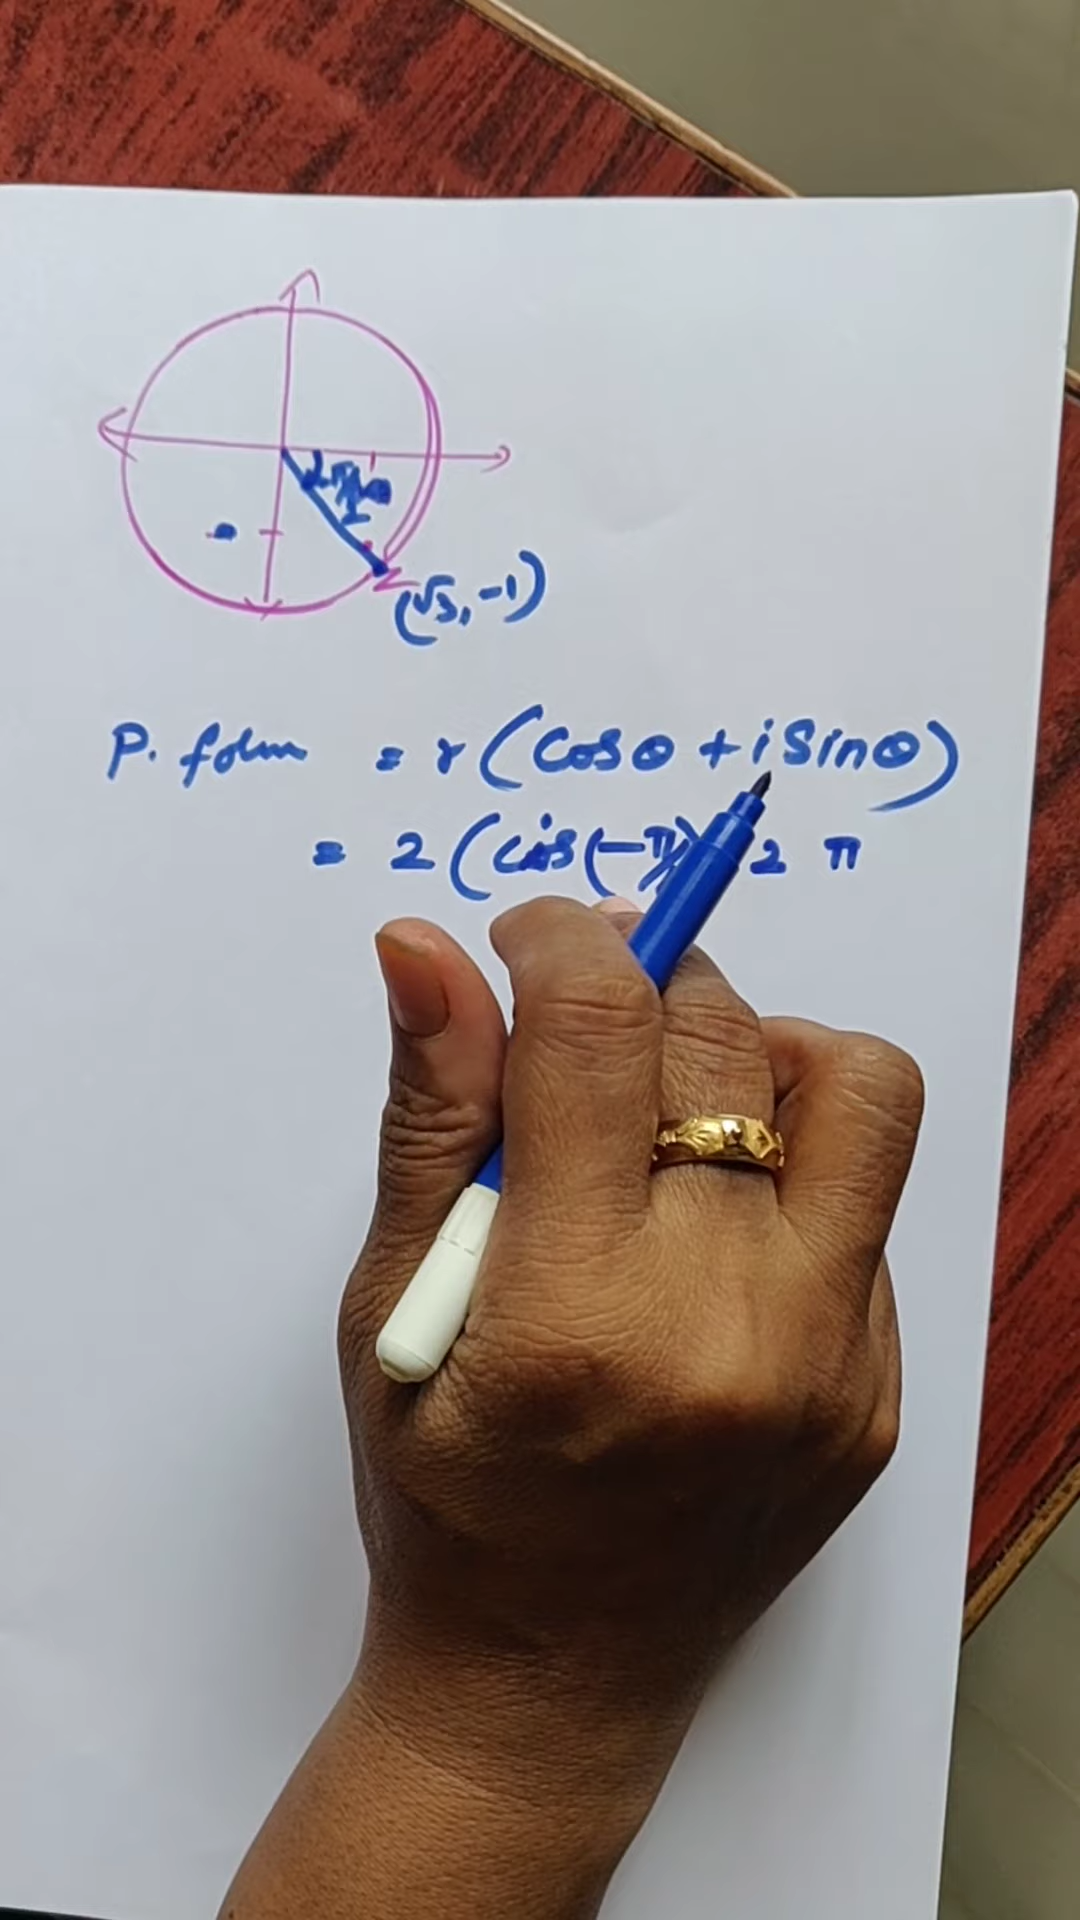 (√3, -1)
P. form = r (cosθ + i sinθ)
= 2 (cis (-π/ 2 π